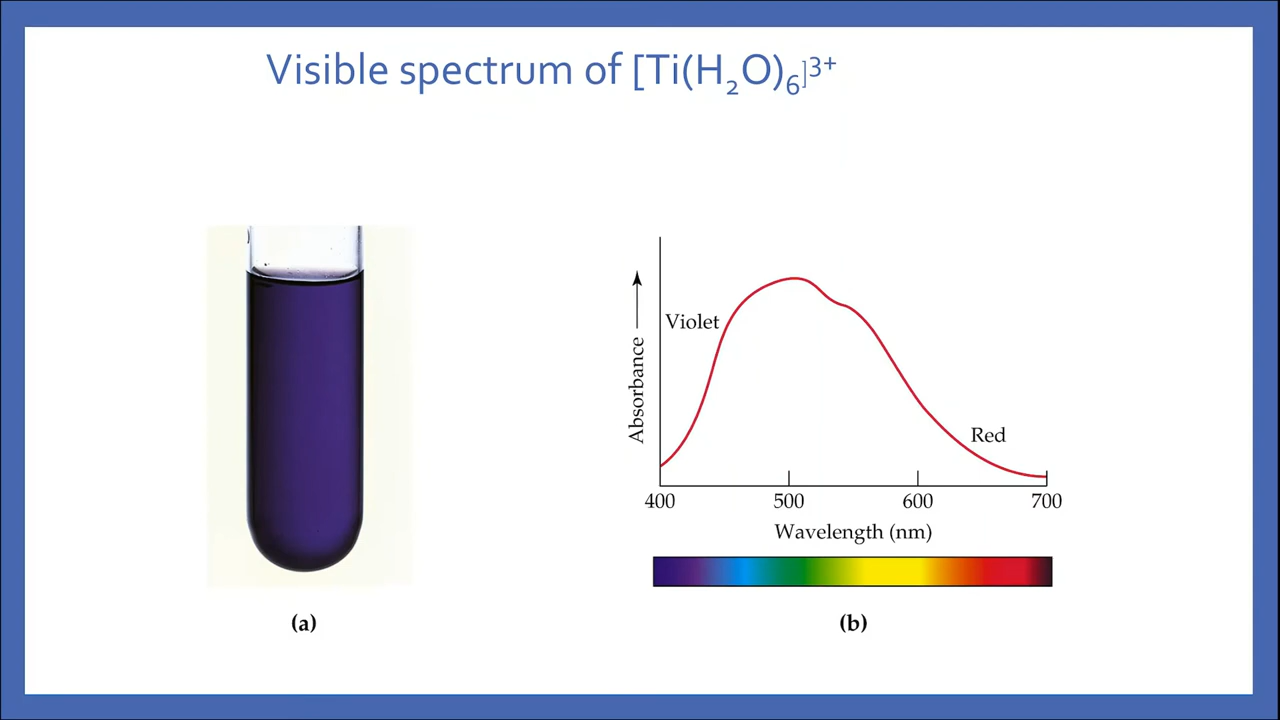 Visible spectrum of [Ti(H₂O)₆]³⁺
Violet
Absorbance
Red
400 500 600 700
Wavelength (nm)
(a) (b)